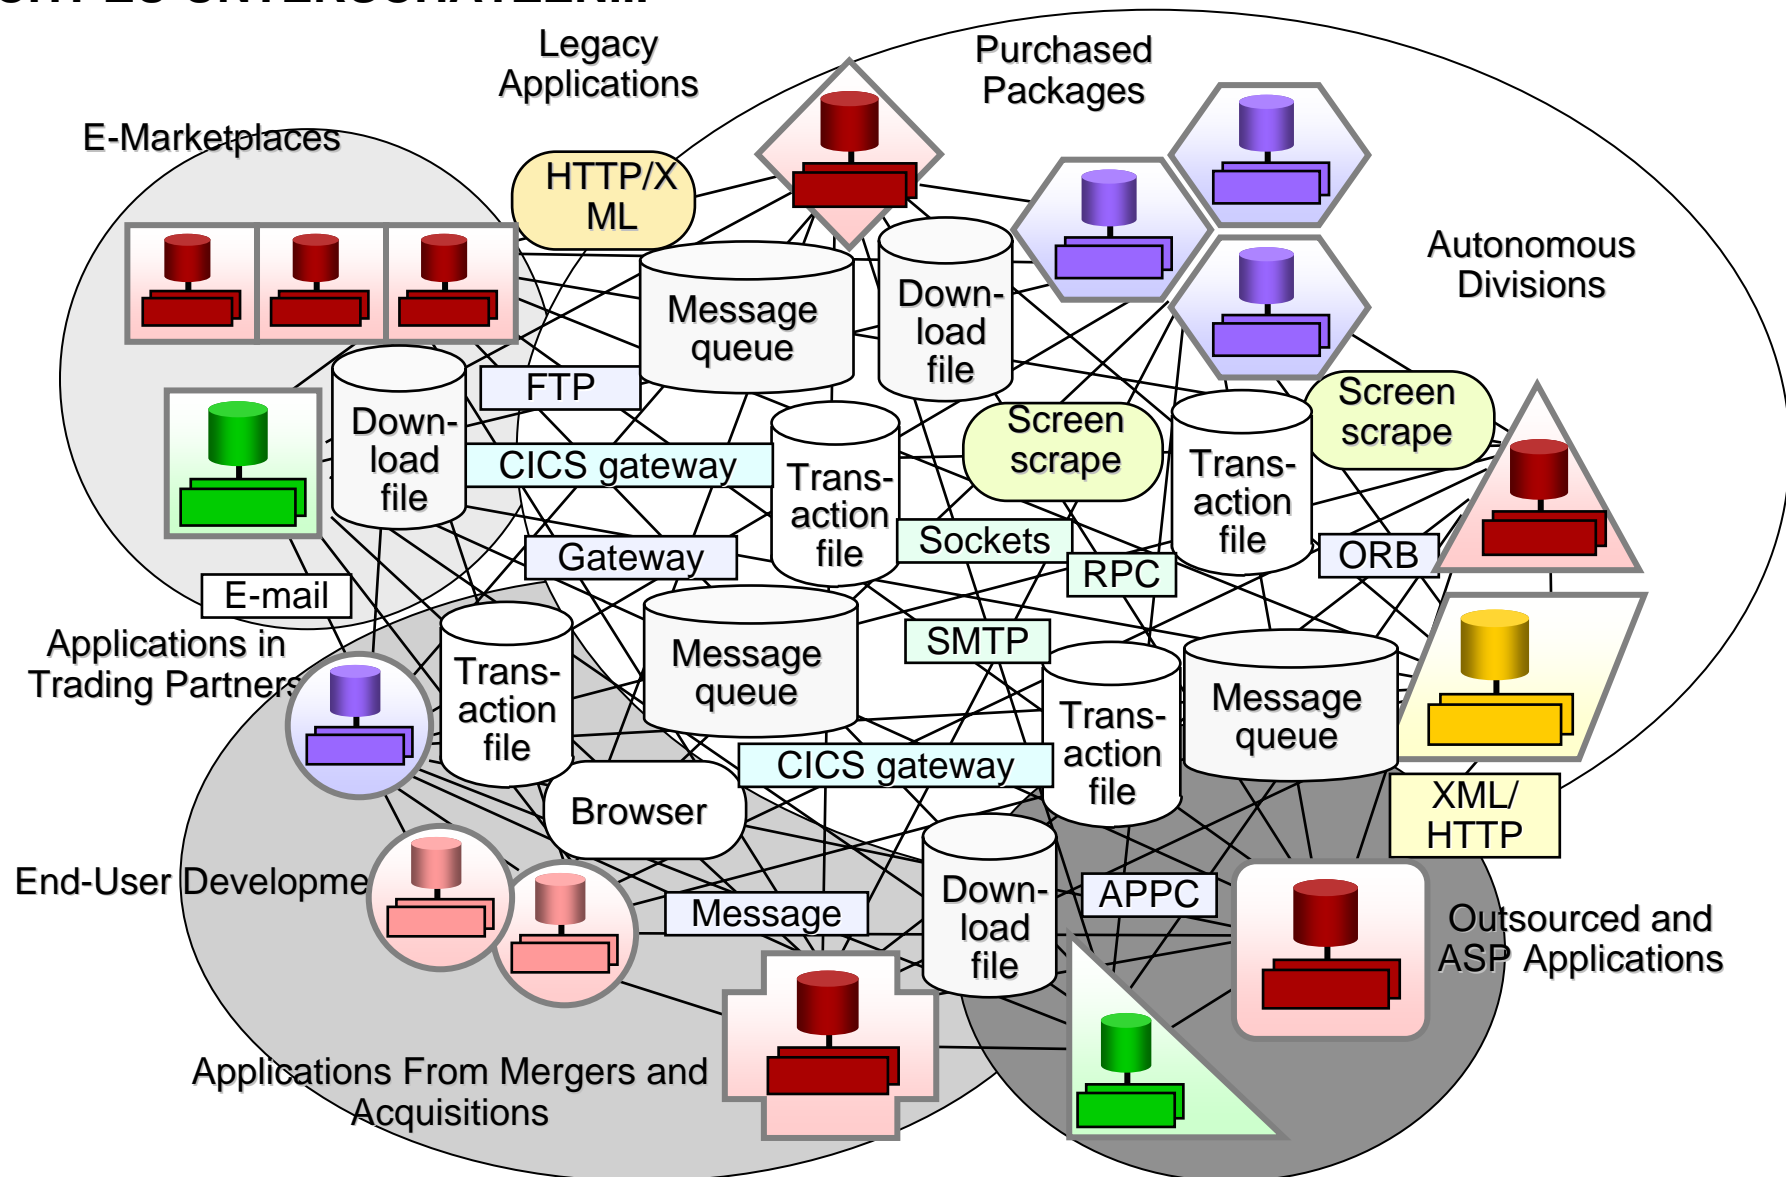 Legacy
Applications
Purchased
Packages
E-Marketplaces
HTTP/X
ML
Autonomous
Divisions
Message
queue
Down-
load
file
FTP
Down-
load
file
Screen
scrape
Screen
scrape
CICS gateway
Trans-
action
file
Trans-
action
file
Sockets
Gateway
RPC
ORB
E-mail
Applications in
Trading Partners
SMTP
Trans-
action
file
Message
queue
Trans-
action
file
Message
queue
CICS gateway
Browser
XML/
HTTP
End-User Developme
Message
Down-
load
file
APPC
Outsourced and
ASP Applications
Applications From Mergers and
Acquisitions